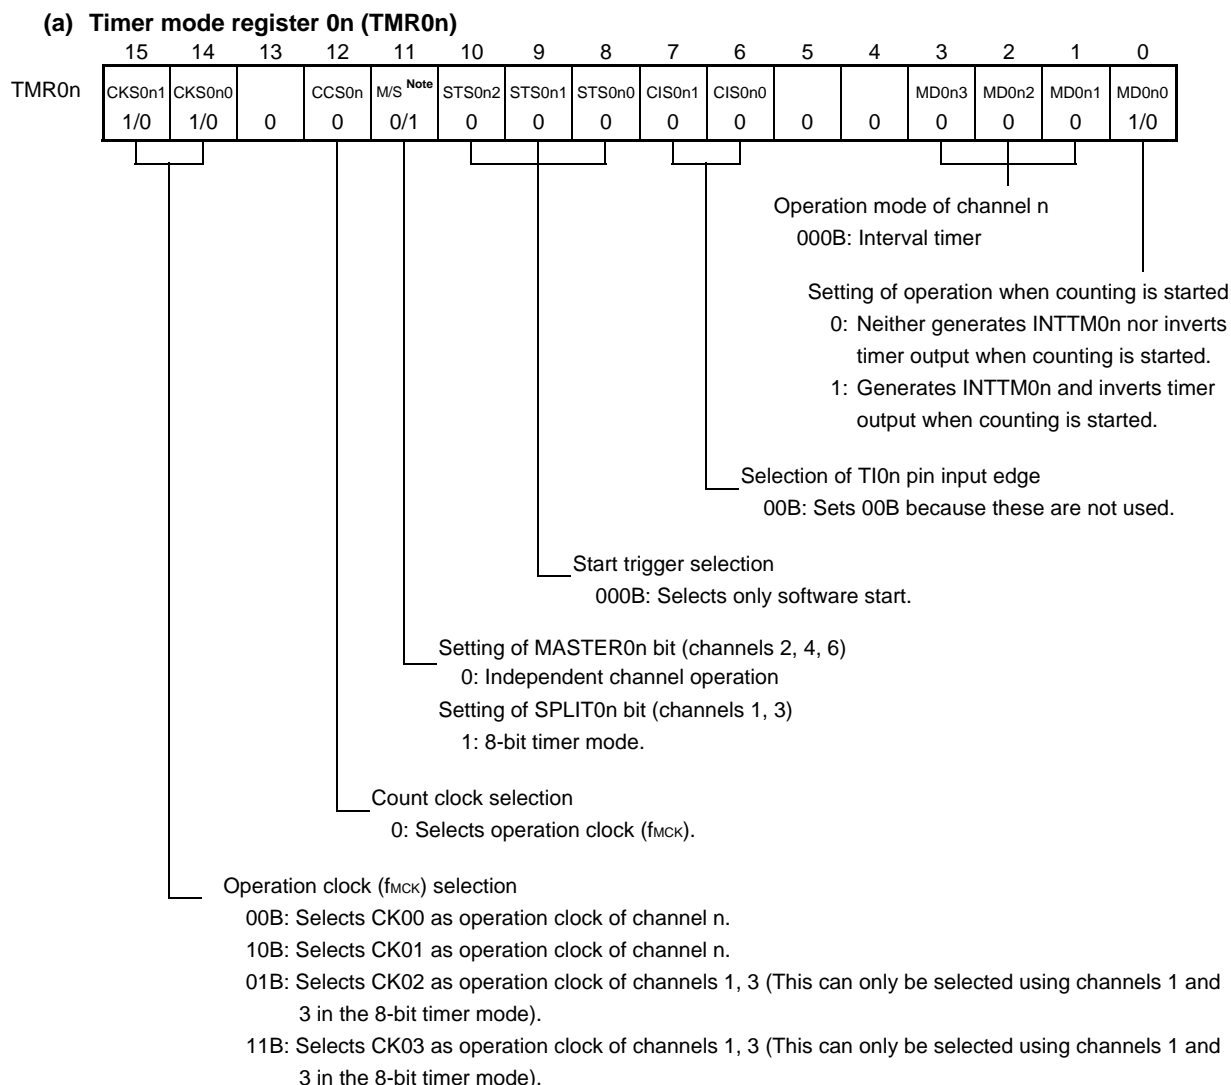 (a) Timer mode register 0n (TMR0n)
15 14 13 12 11 10 9 8 7 6 5 4 3 2 1 0
TMR0n CKS0n1 CKS0n0 CCS0n M/S Note STS0n2 STS0n1 STS0n0 CIS0n1 CIS0n0 MD0n3 MD0n2 MD0n1 MD0n0
1/0 1/0 0 0 0/1 0 0 0 0 0 0 0 0 0 0 1/0
Operation mode of channel n
000B: Interval timer
Setting of operation when counting is started
0: Neither generates INTTM0n nor inverts
timer output when counting is started.
1: Generates INTTM0n and inverts timer
output when counting is started.
Selection of TI0n pin input edge
00B: Sets 00B because these are not used.
Start trigger selection
000B: Selects only software start.
Setting of MASTER0n bit (channels 2, 4, 6)
0: Independent channel operation
Setting of SPLIT0n bit (channels 1, 3)
1: 8-bit timer mode.
Count clock selection
0: Selects operation clock (fMCK).
Operation clock (fMCK) selection
00B: Selects CK00 as operation clock of channel n.
10B: Selects CK01 as operation clock of channel n.
01B: Selects CK02 as operation clock of channels 1, 3 (This can only be selected using channels 1 and
3 in the 8-bit timer mode).
11B: Selects CK03 as operation clock of channels 1, 3 (This can only be selected using channels 1 and
3 in the 8-bit timer mode).